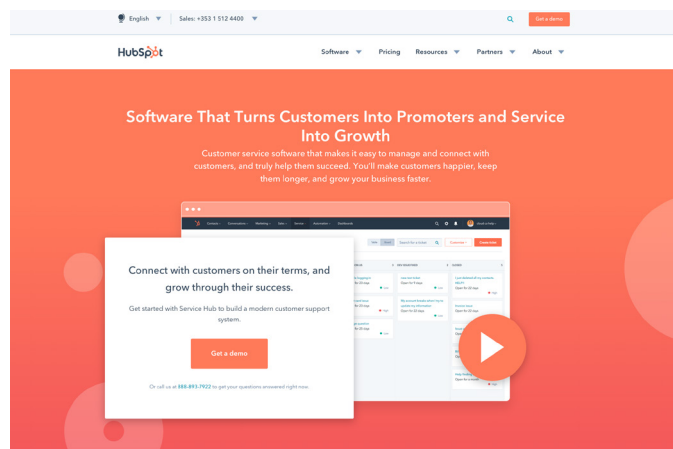 English
Sales: +353 1 512 4400
Get a demo
HubSpot
Software
Pricing
Resources
Partners
About
Software That Turns Customers Into Promoters and Service
Into Growth
Customer service software that makes it easy to manage and connect with
customers, and truly help them succeed. You'll make customers happier, keep
them longer, and grow your business faster.
Connect with customers on their terms, and
grow through their success.
Get started with Service Hub to build a modern customer support
system.
Get a demo
Or call us at 888-893-7922 to get your questions answered right now.
Search for a ticket